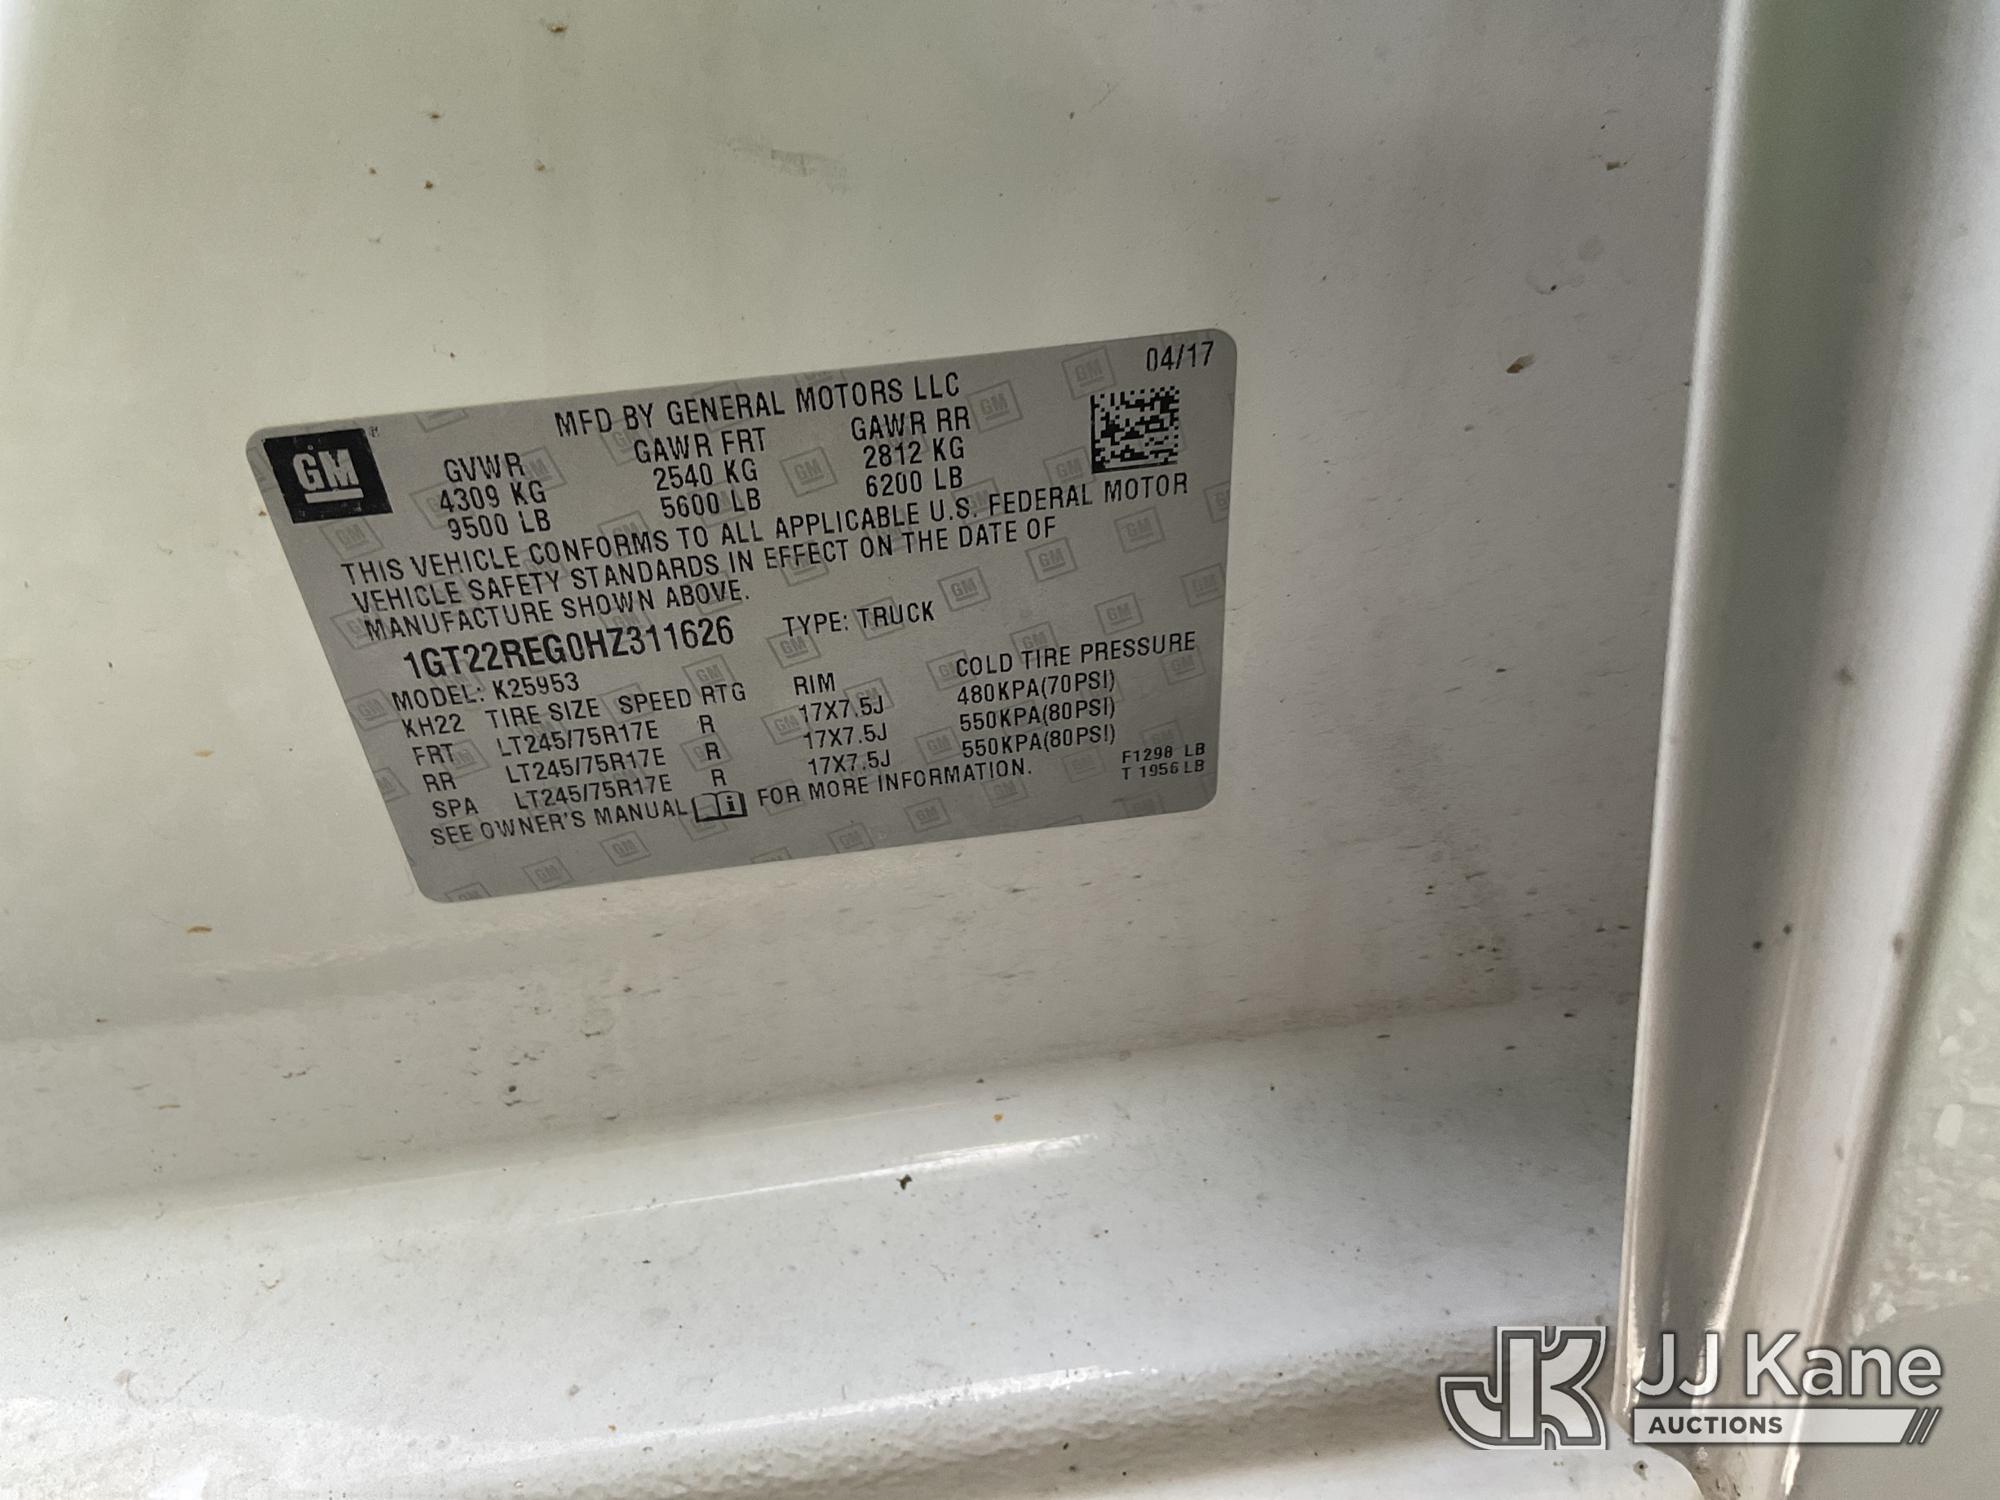 04/17
MFD BY GENERAL MOTORS LLC
GM
GVWR GAWR FRT GAWR RR
4309 KG 2540 KG 2812 KG
9500 LB 5600 LB 6200 LB
THIS VEHICLE CONFORMS TO ALL APPLICABLE U.S. FEDERAL MOTOR
VEHICLE SAFETY STANDARDS IN EFFECT ON THE DATE OF
MANUFACTURE SHOWN ABOVE.
1GT22REG0HZ311626 TYPE: TRUCK
MODEL: K25953
KH22 TIRE SIZE SPEED RTG RIM COLD TIRE PRESSURE
FRT LT245/75R17E R 17X7.5J 480KPA(70PSI)
RR LT245/75R17E R 17X7.5J 550KPA(80PSI)
SPA LT245/75R17E R 17X7.5J 550KPA(80PSI)
SEE OWNER'S MANUAL i FOR MORE INFORMATION.
F1298 LB
T 1956 LB
JK JJ Kane
AUCTIONS